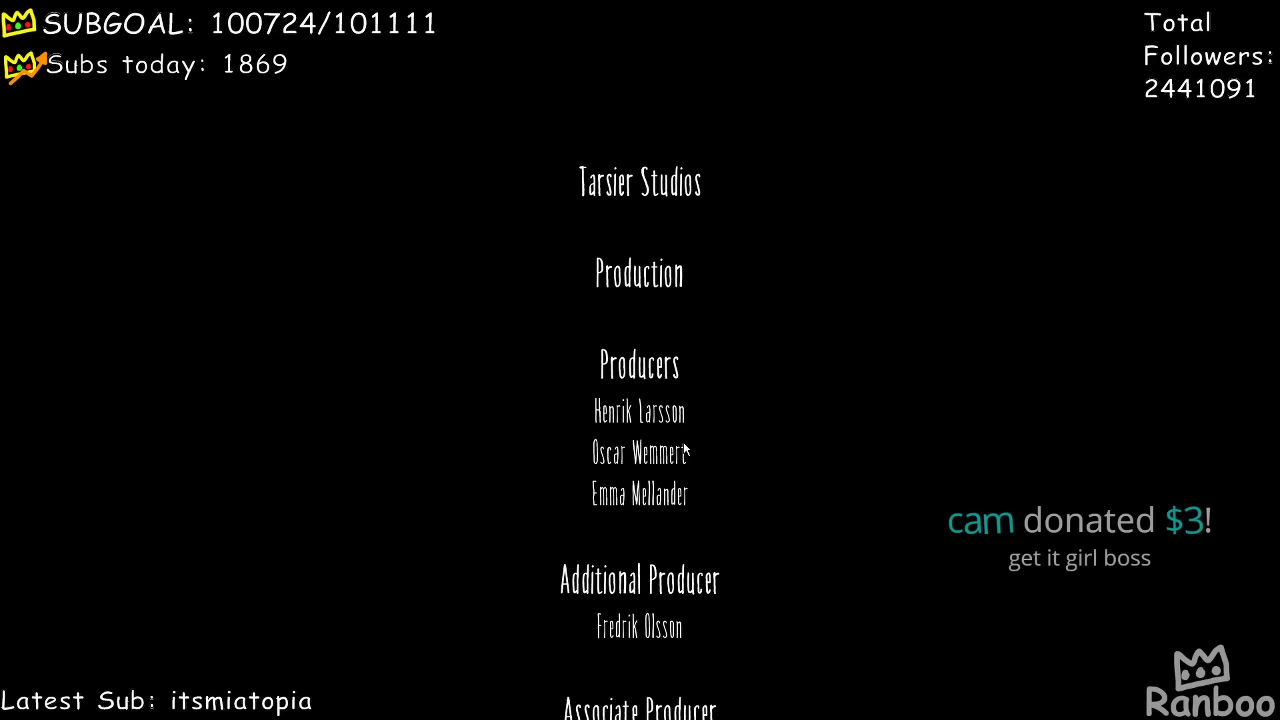 SUBGOAL: 100724/101111
Subs today: 1869
Total
Followers:
2441091
Tarsier Studios
Production
Producers
Henrik Larsson
Oscar Wemmert
Emma Mellander
cam donated $3!
get it girl boss
Additional Producer
Fredrik Olsson
Associate Producer
Latest Sub: itsmiatopia
Ranboo